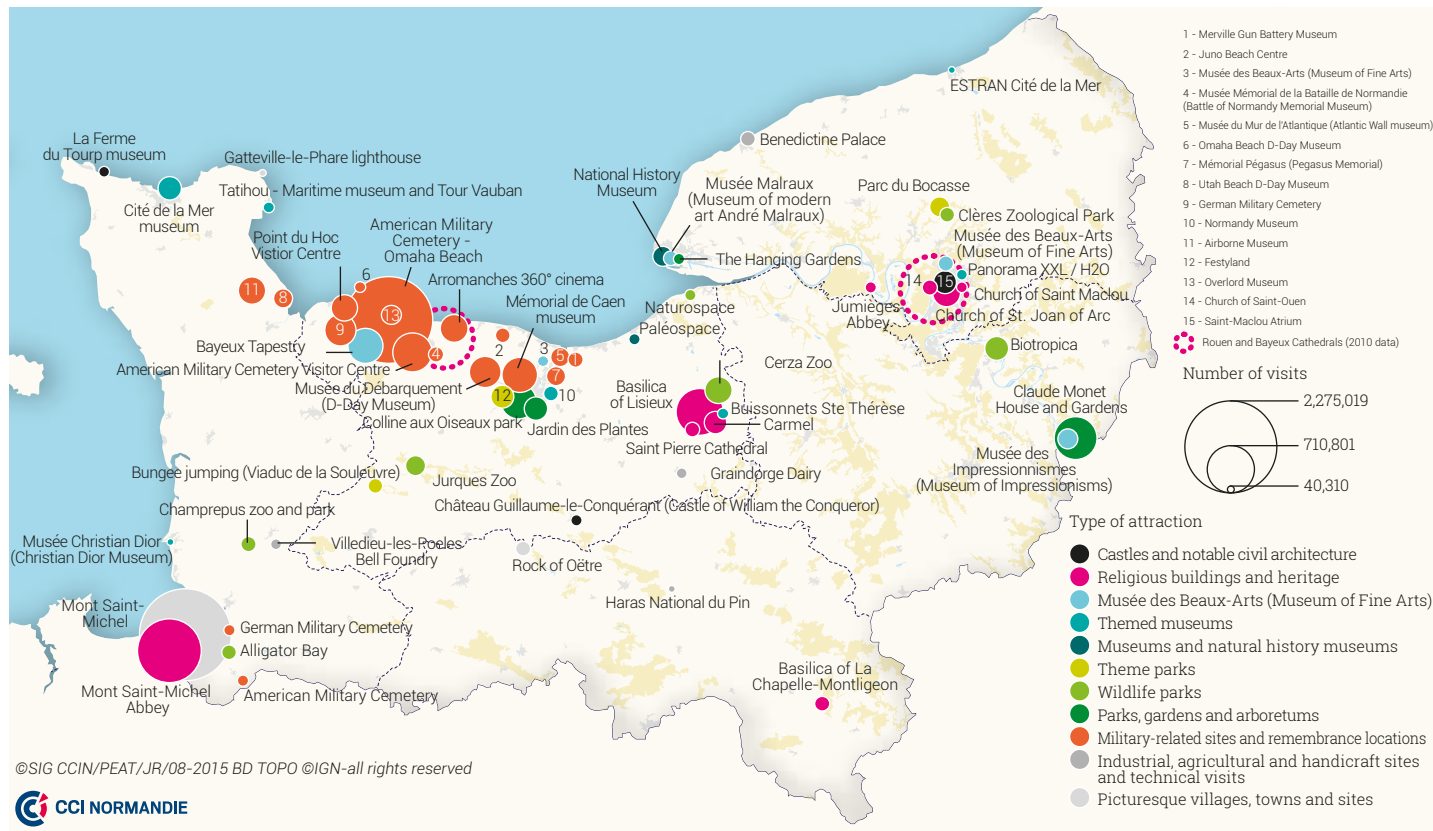 ESTRAN Cité de la Mer
La Ferme
du Tourp museum
Gatteville-le-Phare lighthouse
Tatihou - Maritime museum and Tour Vauban
Cité de la Mer
museum
Benedictine Palace
National History
Museum
Musée Malraux
(Museum of modern
art André Malraux)
The Hanging Gardens
Parc du Bocasse
Clères Zoological Park
Musée des Beaux-Arts
(Museum of Fine Arts)
Panorama XXL / H2O
14
15
Church of Saint Maclou
Church of St. Joan of Arc
Jumièges
Abbey
Point du Hoc
Vistior Centre
American Military
Cemetery -
Omaha Beach
Arromanches 360° cinema
Mémorial de Caen
museum
11
8
6
13
9
4
2
3
5
1
7
10
12
Bayeux Tapestry
American Military Cemetery Visitor Centre
Musée du Débarquement
(D-Day Museum)
Colline aux Oiseaux park
Jardin des Plantes
Naturospace
Paléospace
Cerza Zoo
Biotropica
Basilica
of Lisieux
Buissonnets Ste Thérèse
Carmel
Saint Pierre Cathedral
Graindorge Dairy
Claude Monet
House and Gardens
Musée des
Impressionnismes
(Museum of Impressionisms)
Bungee jumping (Viaduc de la Souleuvre)
Jurques Zoo
Château Guillaume-le-Conquérant (Castle of William the Conqueror)
Champrepus zoo and park
Musée Christian Dior
(Christian Dior Museum)
Villedieu-les-Poeles
Bell Foundry
Rock of Oëtre
Haras National du Pin
Mont Saint-
Michel
German Military Cemetery
Alligator Bay
American Military Cemetery
Mont Saint-Michel
Abbey
Basilica of La
Chapelle-Montligeon
1 - Merville Gun Battery Museum
2 - Juno Beach Centre
3 - Musée des Beaux-Arts (Museum of Fine Arts)
4 - Musée Mémorial de la Bataille de Normandie
(Battle of Normandy Memorial Museum)
5 - Musée du Mur de l'Atlantique (Atlantic Wall museum)
6 - Omaha Beach D-Day Museum
7 - Mémorial Pégasus (Pegasus Memorial)
8 - Utah Beach D-Day Museum
9 - German Military Cemetery
10 - Normandy Museum
11 - Airborne Museum
12 - Festyland
13 - Overlord Museum
14 - Church of Saint-Ouen
15 - Saint-Maclou Atrium
Rouen and Bayeux Cathedrals (2010 data)
Number of visits
2,275,019
710,801
40,310
Type of attraction
Castles and notable civil architecture
Religious buildings and heritage
Musée des Beaux-Arts (Museum of Fine Arts)
Themed museums
Museums and natural history museums
Theme parks
Wildlife parks
Parks, gardens and arboretums
Military-related sites and remembrance locations
Industrial, agricultural and handicraft sites
and technical visits
Picturesque villages, towns and sites
©SIG CCIN/PEAT/JR/08-2015 BD TOPO ©IGN-all rights reserved
CCI NORMANDIE